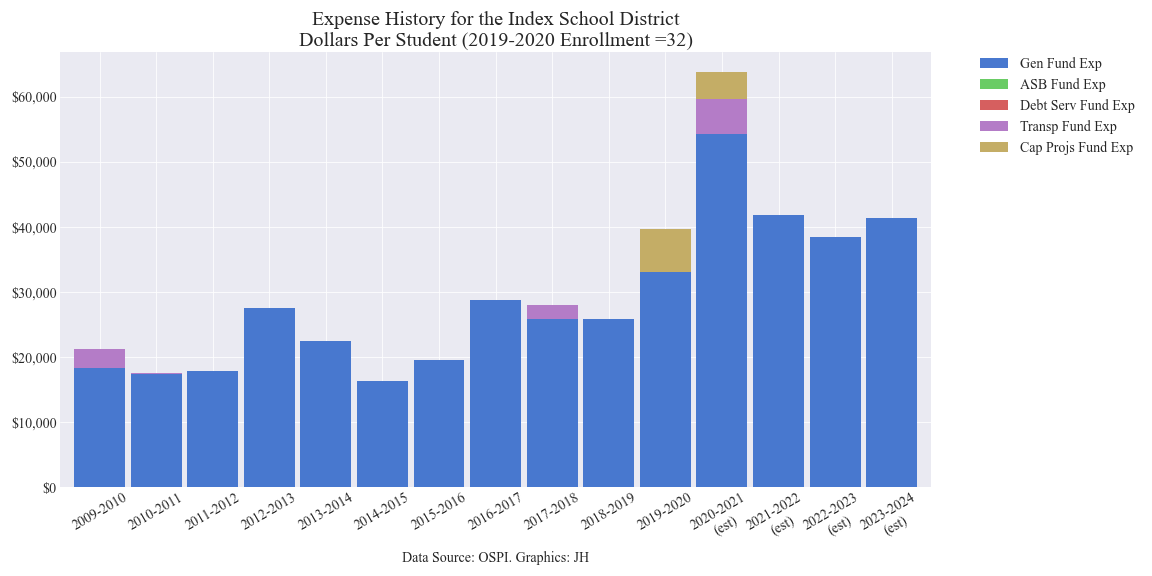 Expense History for the Index School District
Dollars Per Student (2019-2020 Enrollment =32)
Gen Fund Exp
ASB Fund Exp
Debt Serv Fund Exp
Transp Fund Exp
Cap Projs Fund Exp
$60,000
$50,000
$40,000
$30,000
$20,000
$10,000
$0
2009-2010
2010-2011
2011-2012
2012-2013
2013-2014
2014-2015
2015-2016
2016-2017
2017-2018
2018-2019
2019-2020
2020-2021
(est)
2021-2022
(est)
2022-2023
(est)
2023-2024
(est)
Data Source: OSPI. Graphics: JH